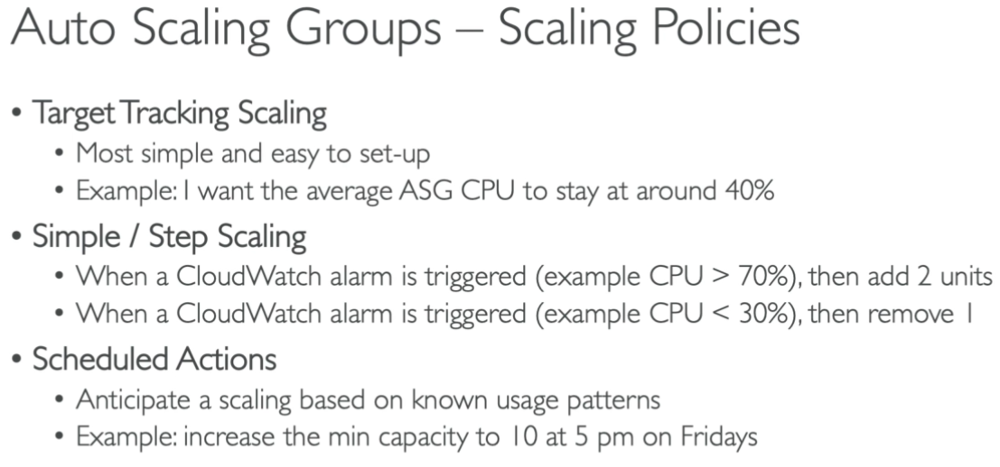 Auto Scaling Groups – Scaling Policies
• Target Tracking Scaling
• Most simple and easy to set-up
• Example: I want the average ASG CPU to stay at around 40%
• Simple / Step Scaling
• When a CloudWatch alarm is triggered (example CPU > 70%), then add 2 units
• When a CloudWatch alarm is triggered (example CPU < 30%), then remove 1
• Scheduled Actions
• Anticipate a scaling based on known usage patterns
• Example: increase the min capacity to 10 at 5 pm on Fridays